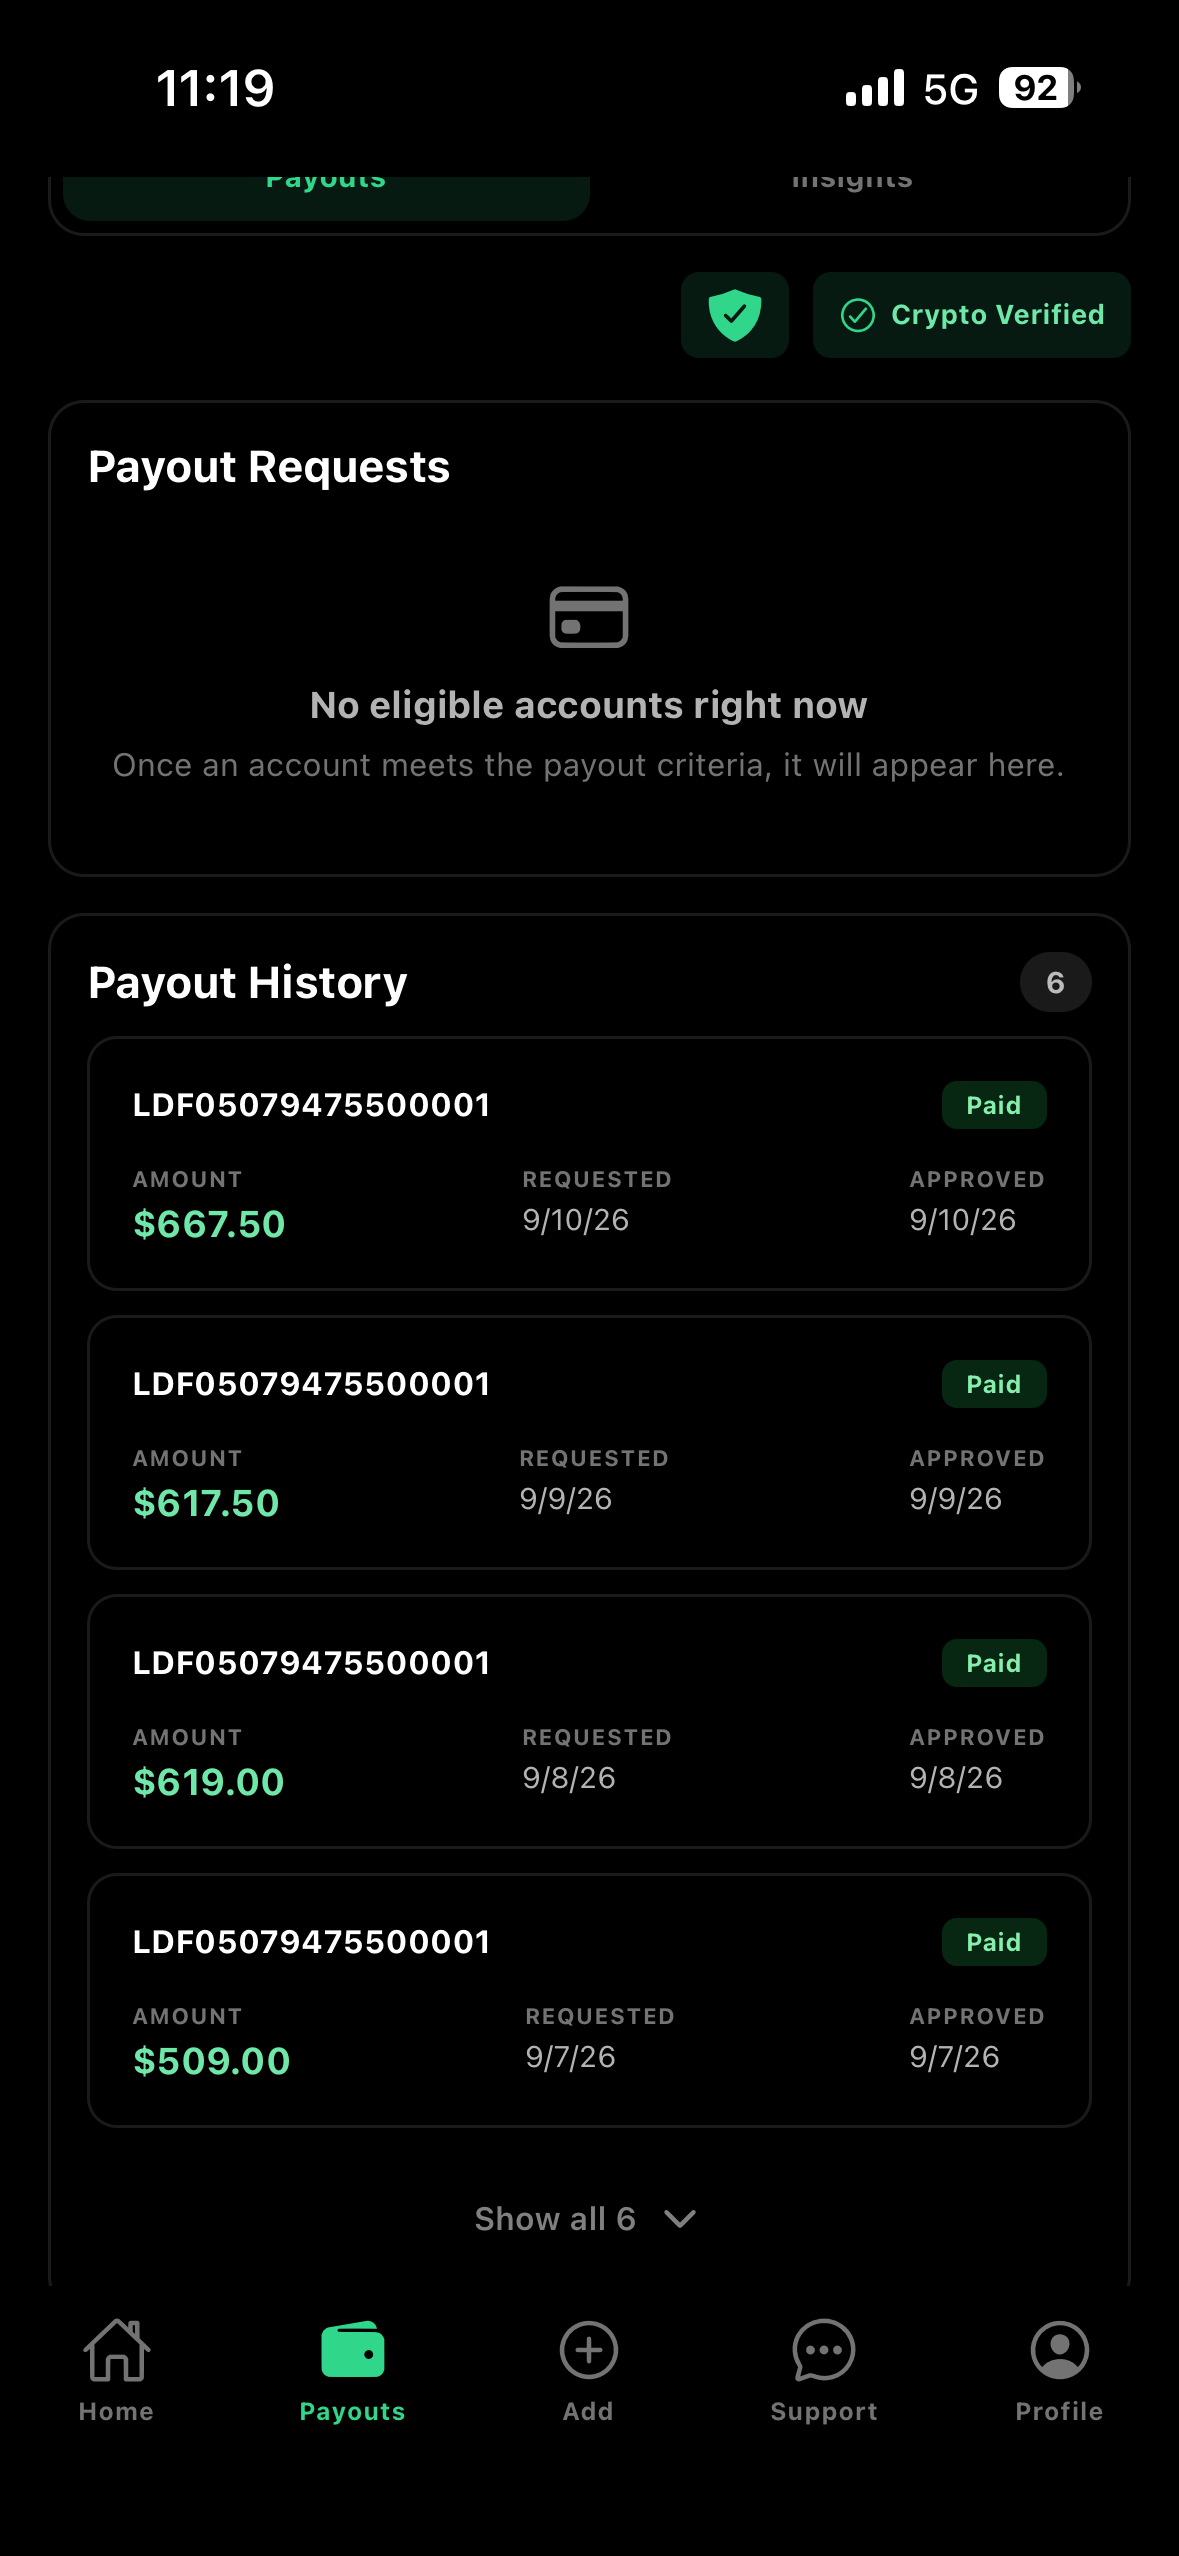 11:19
5G 92
Payouts Insights
Crypto Verified
Payout Requests
No eligible accounts right now
Once an account meets the payout criteria, it will appear here.
Payout History 6
LDF05079475500001 Paid
AMOUNT REQUESTED APPROVED
$667.50 9/10/26 9/10/26
LDF05079475500001 Paid
AMOUNT REQUESTED APPROVED
$617.50 9/9/26 9/9/26
LDF05079475500001 Paid
AMOUNT REQUESTED APPROVED
$619.00 9/8/26 9/8/26
LDF05079475500001 Paid
AMOUNT REQUESTED APPROVED
$509.00 9/7/26 9/7/26
Show all 6
Home Payouts Add Support Profile